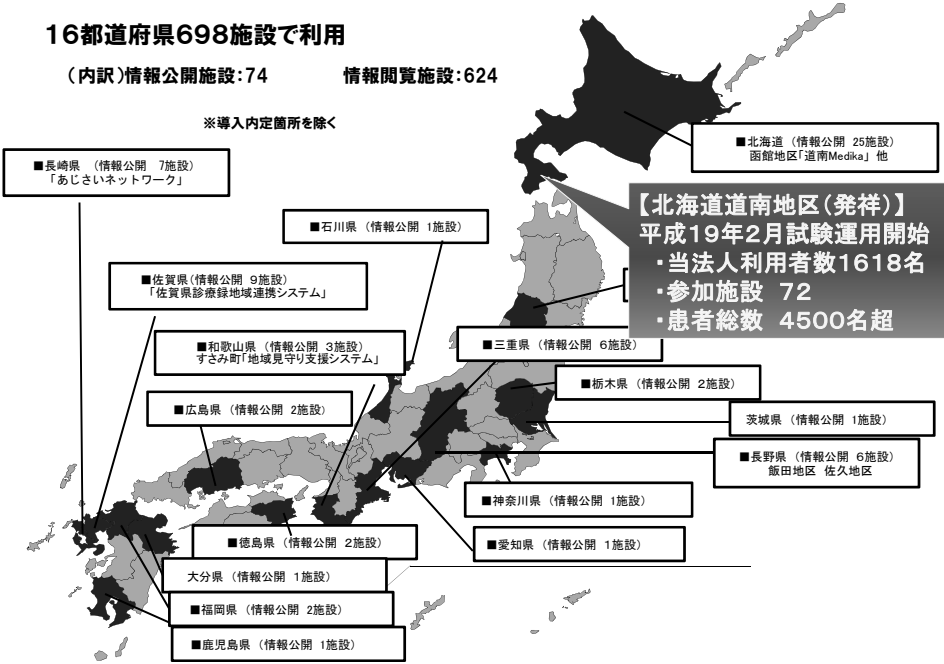 16都道府県698施設で利用
（内訳）情報公開施設：74 情報閲覧施設：624
※導入内定箇所を除く
■北海道（情報公開 25施設）
函館地区「道南Medika」 他
■長崎県 （情報公開 7施設）
「あじさいネットワーク」
【北海道道南地区（発祥）】
平成19年2月試験運用開始
・当法人利用者数1618名
・参加施設 72
・患者総数 4500名超
■石川県（情報公開 1施設）
■佐賀県（情報公開 9施設）
「佐賀県診療録地域連携システム」
■和歌山県（情報公開 3施設）
すさみ町「地域見守り支援システム」
■三重県（情報公開 6施設）
■栃木県（情報公開 2施設）
■広島県（情報公開 2施設）
茨城県（情報公開 1施設）
■長野県（情報公開 6施設）
飯田地区 佐久地区
■神奈川県（情報公開 1施設）
■徳島県（情報公開 2施設）
■愛知県（情報公開 1施設）
大分県（情報公開 1施設）
■福岡県（情報公開 2施設）
■鹿児島県（情報公開 1施設）